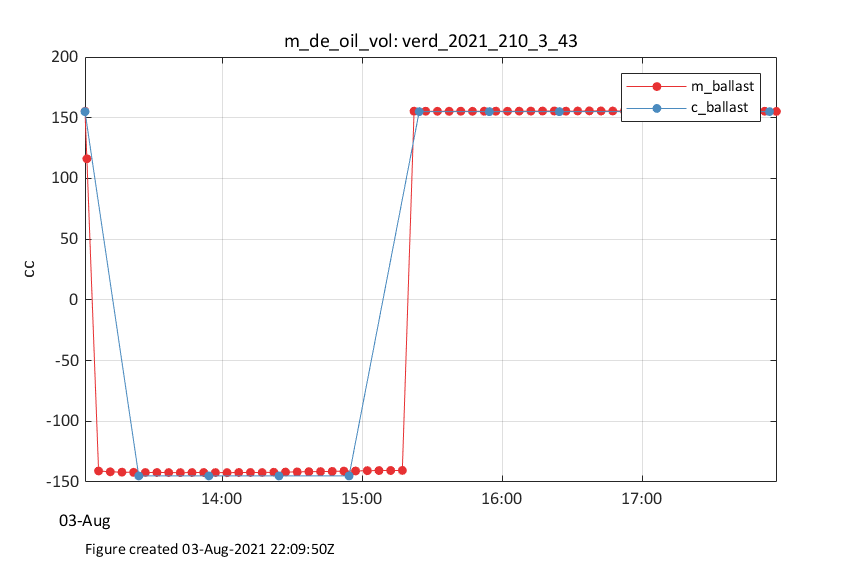 m_de_oil_vol: verd_2021_210_3_43
200
150
100
50
0
-50
-100
-150
cc
m_ballast
c_ballast
14:00
15:00
16:00
17:00
03-Aug
Figure created 03-Aug-2021 22:09:50Z